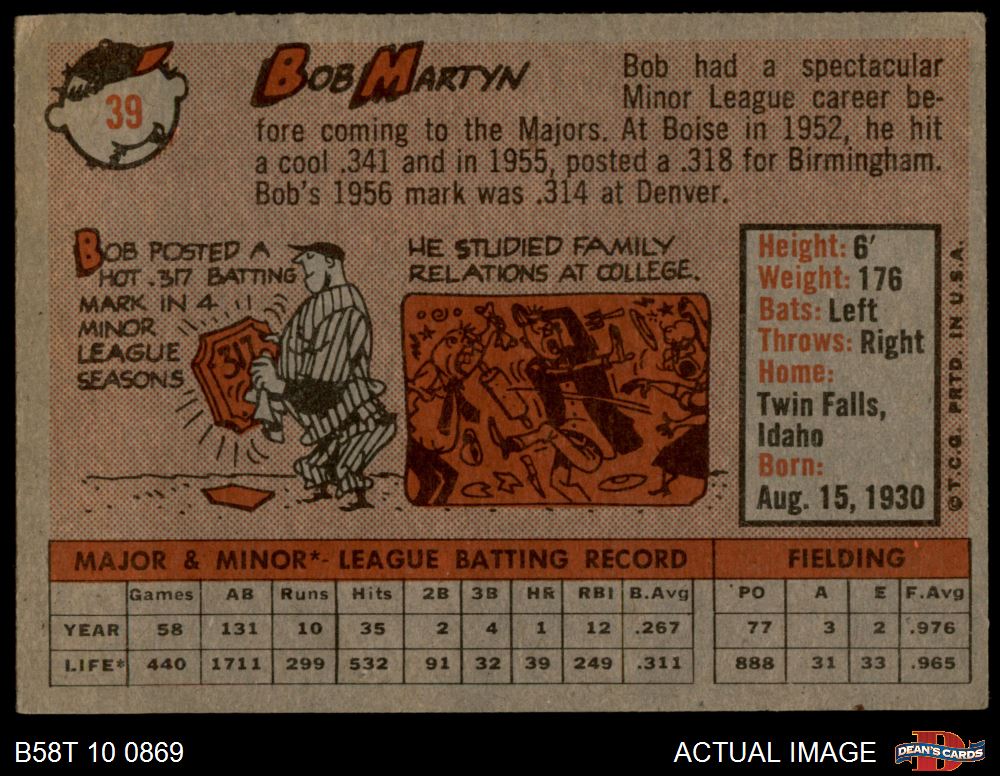 39
BOB MARTYN
Bob had a spectacular
Minor League career be-
fore coming to the Majors. At Boise in 1952, he hit
a cool .341 and in 1955, posted a .318 for Birmingham.
Bob's 1956 mark was .314 at Denver.
BOB POSTED A
HOT .317 BATTING
MARK IN 4
MINOR
LEAGUE
SEASONS
317
HE STUDIED FAMILY
RELATIONS AT COLLEGE.
Height: 6'
Weight: 176
Bats: Left
Throws: Right
Home:
Twin Falls,
Idaho
Born:
Aug. 15, 1930
© T.C.G. PRTD. IN U.S.A.
MAJOR & MINOR*- LEAGUE BATTING RECORD FIELDING
Games AB Runs Hits 2B 3B HR RBI B.Avg PO A E F.Avg
YEAR 58 131 10 35 2 4 1 12 .267 77 3 2 .976
LIFE* 440 1711 299 532 91 32 39 249 .311 888 31 33 .965
B58T 10 0869 ACTUAL IMAGE DEAN'S CARDS